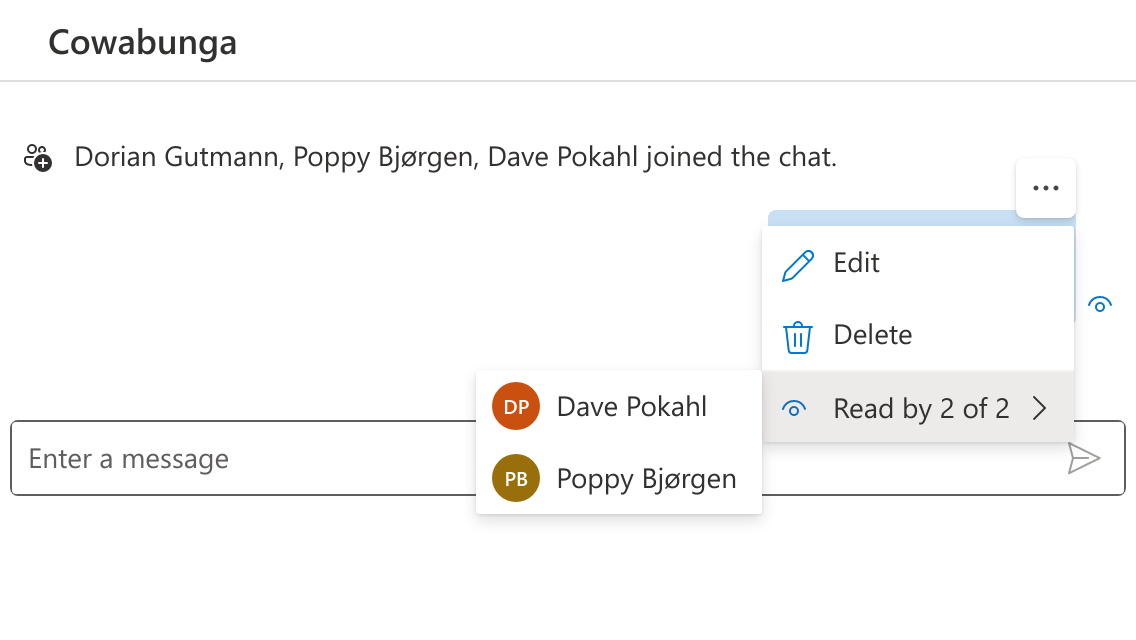 Cowabunga
Dorian Gutmann, Poppy Bjørgen, Dave Pokahl joined the chat.
Edit
Delete
Read by 2 of 2
DP Dave Pokahl
PB Poppy Bjørgen
Enter a message